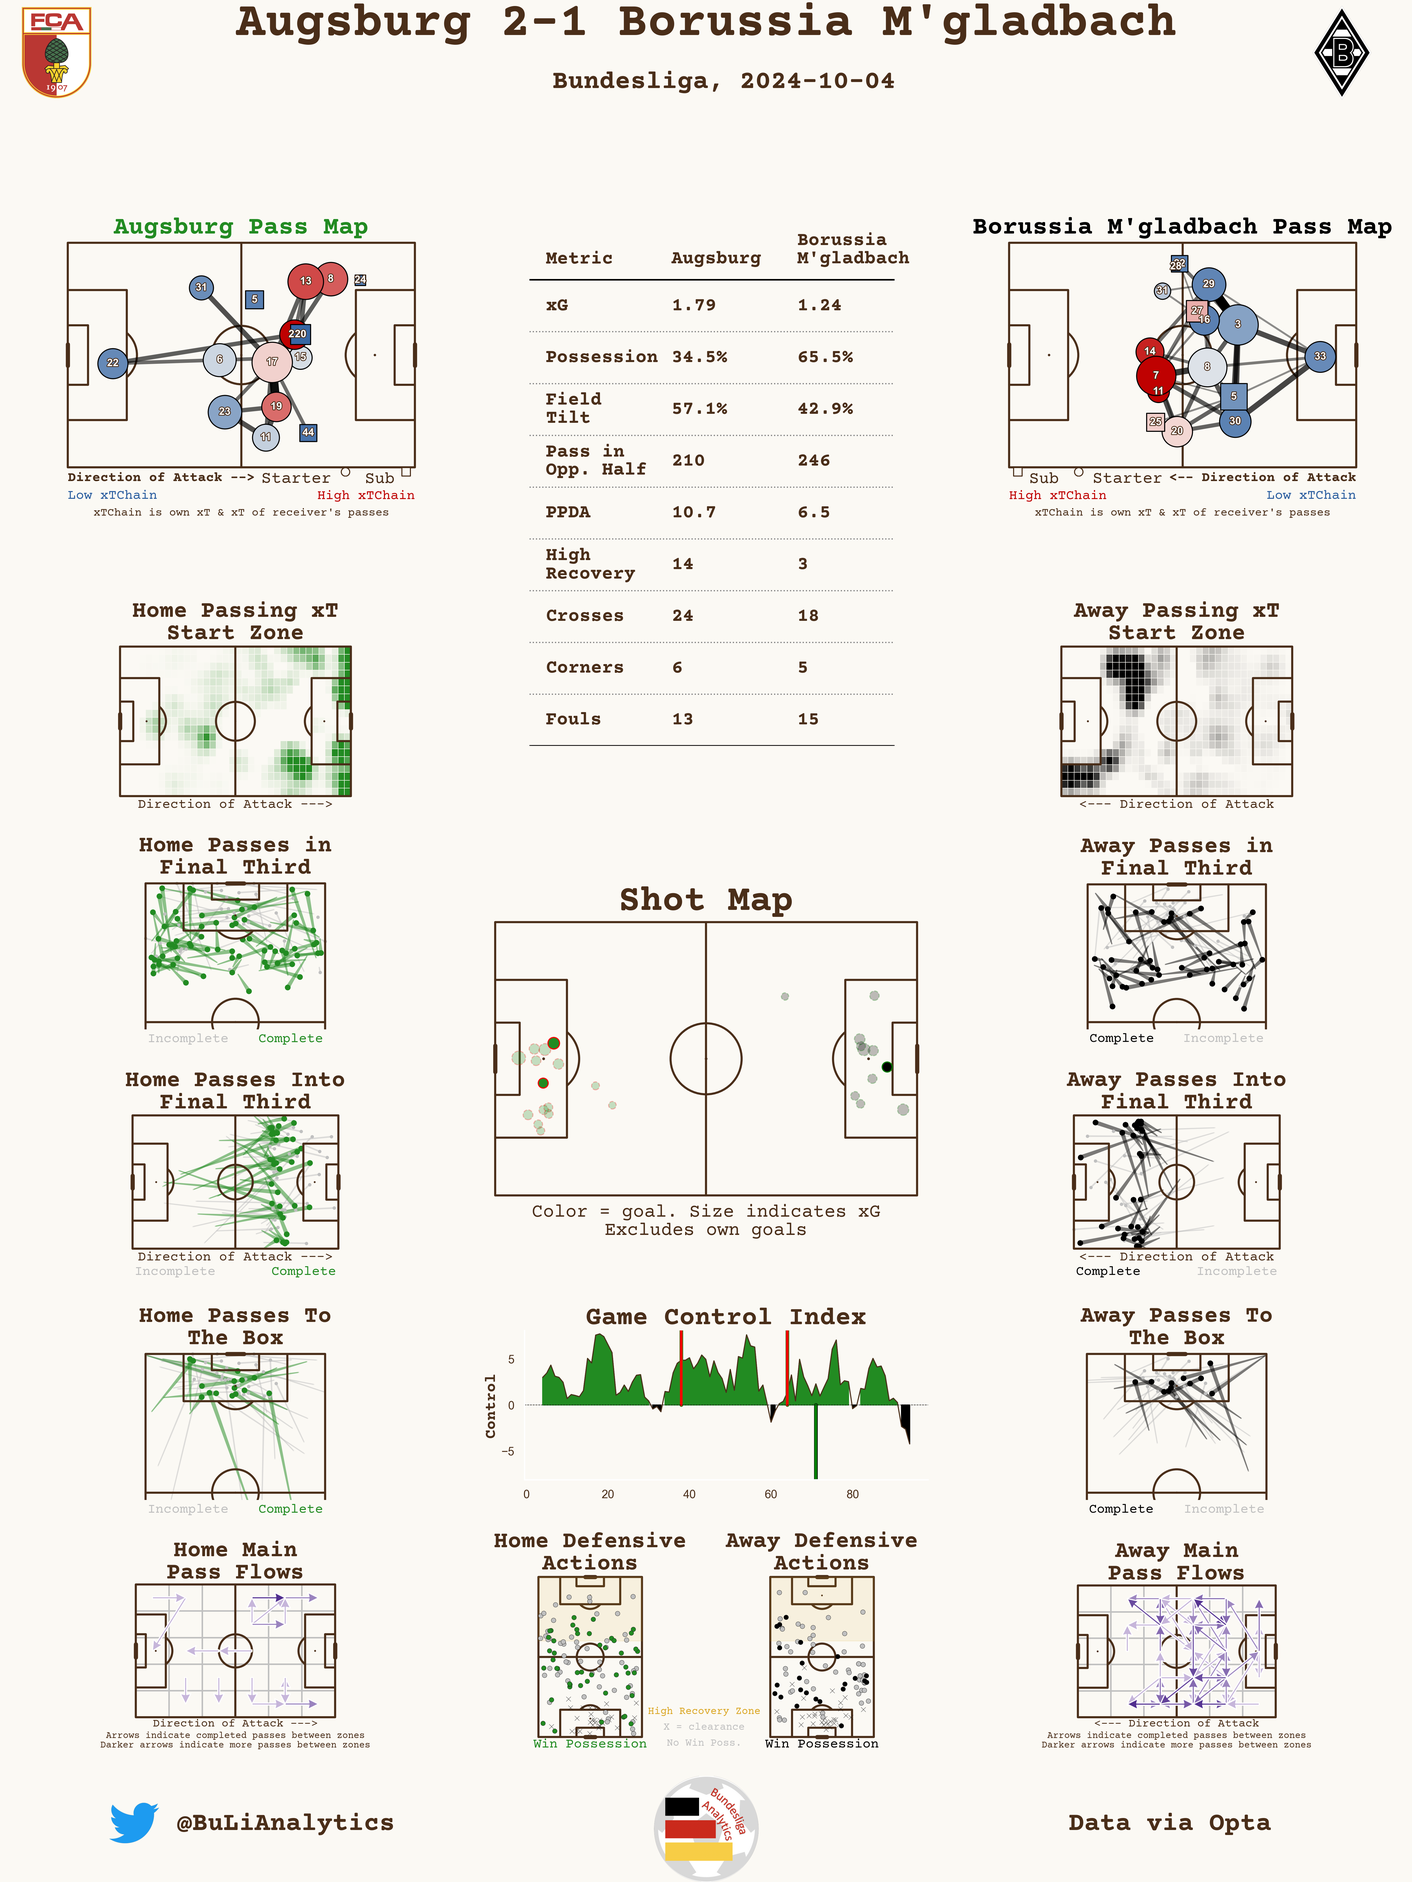 Augsburg 2-1 Borussia M'gladbach
Bundesliga, 2024-10-04
FCA
1907
B
Augsburg Pass Map
31
5
13
8
24
22
6
17
15
23
19
11
44
Direction of Attack --> Starter Sub
Low xTChain High xTChain
xTChain is own xT & xT of receiver's passes
Metric Augsburg Borussia
M'gladbach
xG 1.79 1.24
Possession 34.5% 65.5%
Field
Tilt 57.1% 42.9%
Pass in
Opp. Half 210 246
PPDA 10.7 6.5
High
Recovery 14 3
Crosses 24 18
Corners 6 5
Fouls 13 15
Borussia M'gladbach Pass Map
31
29
27
16
3
14
7
11
8
33
5
25
20
30
Sub Starter <-- Direction of Attack
High xTChain Low xTChain
xTChain is own xT & xT of receiver's passes
Home Passing xT
Start Zone
Direction of Attack --->
Away Passing xT
Start Zone
<--- Direction of Attack
Home Passes in
Final Third
Incomplete Complete
Away Passes in
Final Third
Complete Incomplete
Shot Map
Color = goal. Size indicates xG
Excludes own goals
Home Passes Into
Final Third
Direction of Attack --->
Incomplete Complete
Away Passes Into
Final Third
<--- Direction of Attack
Complete Incomplete
Home Passes To
The Box
Incomplete Complete
Game Control Index
Control
5
0
−5
0 20 40 60 80
Away Passes To
The Box
Complete Incomplete
Home Main
Pass Flows
Direction of Attack --->
Arrows indicate completed passes between zones
Darker arrows indicate more passes between zones
Home Defensive
Actions
Win Possession
Away Defensive
Actions
Win Possession
High Recovery Zone
X = clearance
No Win Poss.
Away Main
Pass Flows
<--- Direction of Attack
Arrows indicate completed passes between zones
Darker arrows indicate more passes between zones
@BuLiAnalytics
Bundesliga
Analytics
Data via Opta